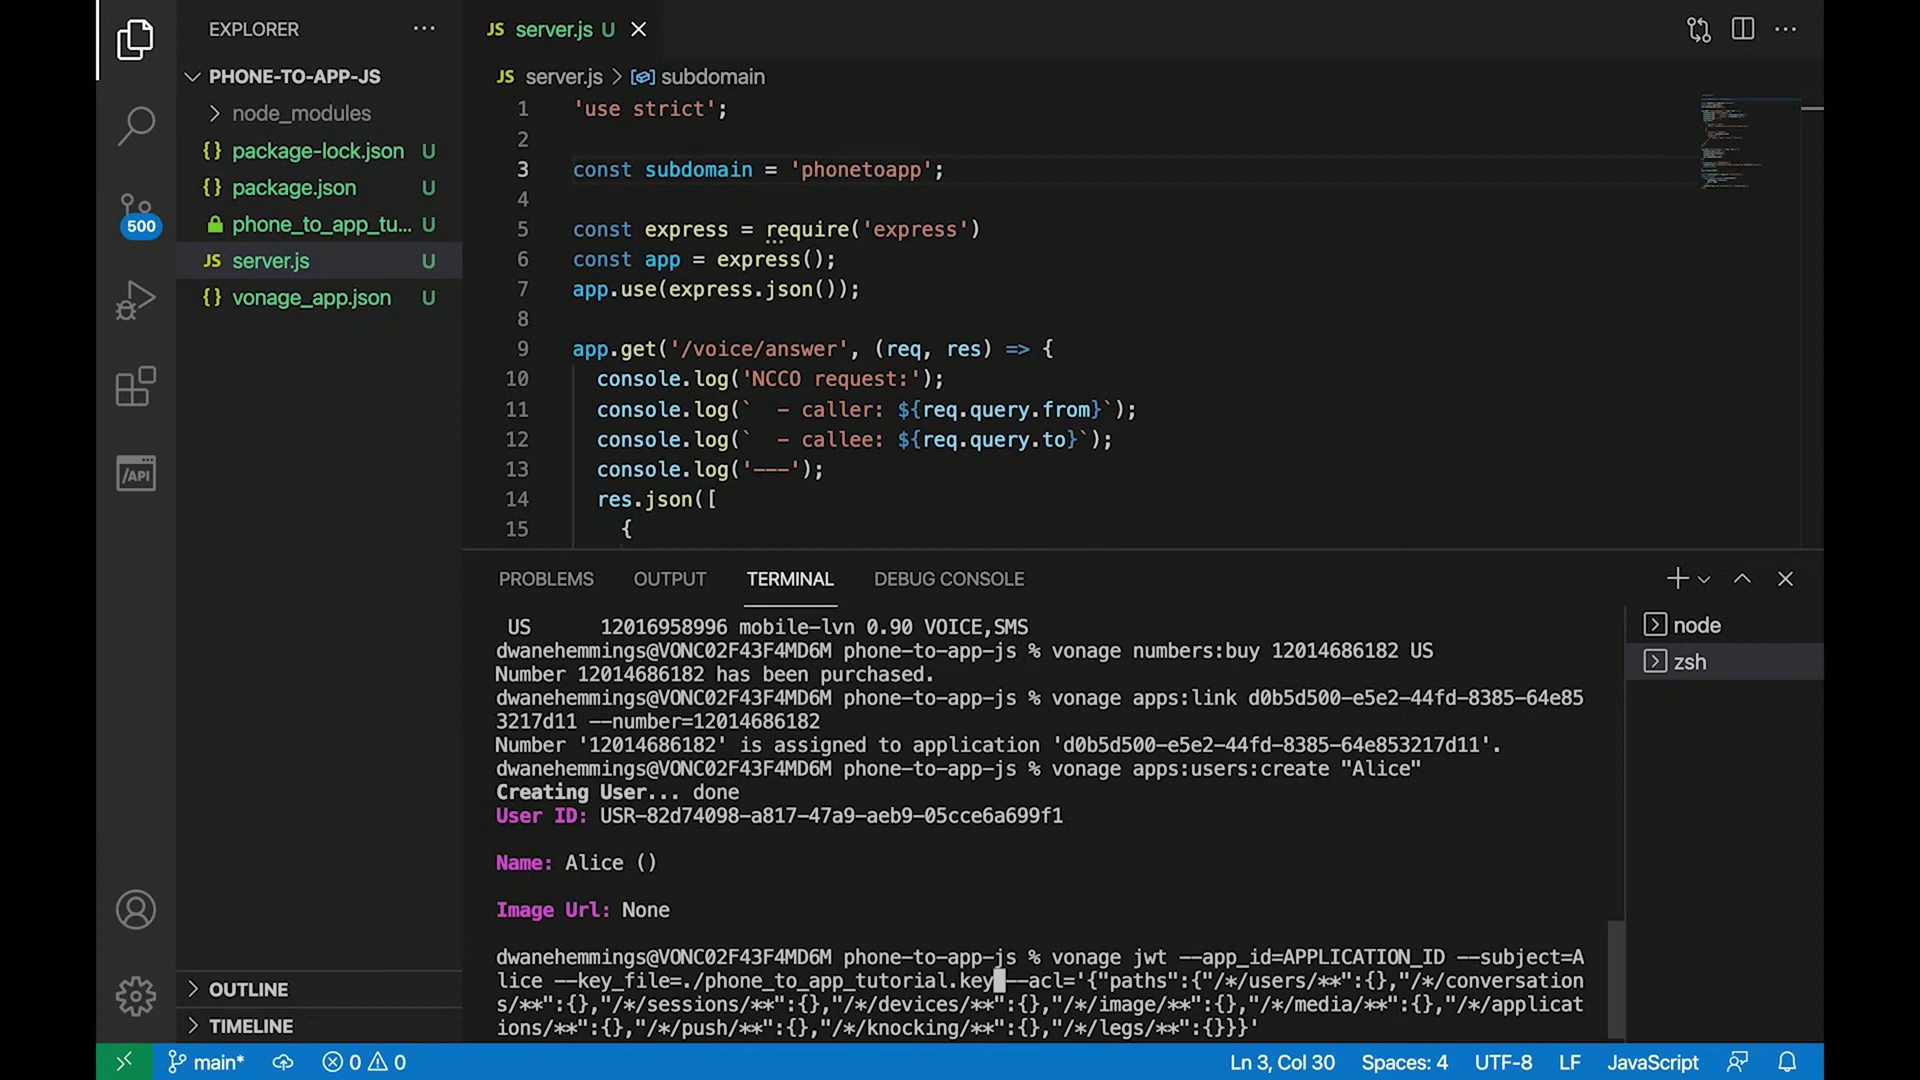 EXPLORER
PHONE-TO-APP-JS
node_modules
package-lock.json U
package.json U
phone_to_app_tu... U
server.js U
vonage_app.json U
500
/API
OUTLINE
TIMELINE
JS server.js U
JS server.js > subdomain
1 'use strict';
2
3 const subdomain = 'phonetoapp';
4
5 const express = require('express')
6 const app = express();
7 app.use(express.json());
8
9 app.get('/voice/answer', (req, res) => {
10 console.log('NCCO request:');
11 console.log(`  - caller: ${req.query.from}`);
12 console.log(`  - callee: ${req.query.to}`);
13 console.log('---');
14 res.json([
15 {
PROBLEMS OUTPUT TERMINAL DEBUG CONSOLE
US 12016958996 mobile-lvn 0.90 VOICE,SMS
dwanehemmings@VONC02F43F4MD6M phone-to-app-js % vonage numbers:buy 12014686182 US
Number 12014686182 has been purchased.
dwanehemmings@VONC02F43F4MD6M phone-to-app-js % vonage apps:link d0b5d500-e5e2-44fd-8385-64e85
3217d11 --number=12014686182
Number '12014686182' is assigned to application 'd0b5d500-e5e2-44fd-8385-64e853217d11'.
dwanehemmings@VONC02F43F4MD6M phone-to-app-js % vonage apps:users:create "Alice"
Creating User... done
User ID: USR-82d74098-a817-47a9-aeb9-05cce6a699f1
Name: Alice ()
Image Url: None
dwanehemmings@VONC02F43F4MD6M phone-to-app-js % vonage jwt --app_id=APPLICATION_ID --subject=A
lice --key_file=./phone_to_app_tutorial.key --acl='{"paths":{"/*/users/**":{},"/*/conversation
s/**":{},"/*/sessions/**":{},"/*/devices/**":{},"/*/image/**":{},"/*/media/**":{},"/*/applicat
ions/**":{},"/*/push/**":{},"/*/knocking/**":{},"/*/legs/**":{}}}'
node
zsh
main* 0 0 Ln 3, Col 30 Spaces: 4 UTF-8 LF JavaScript